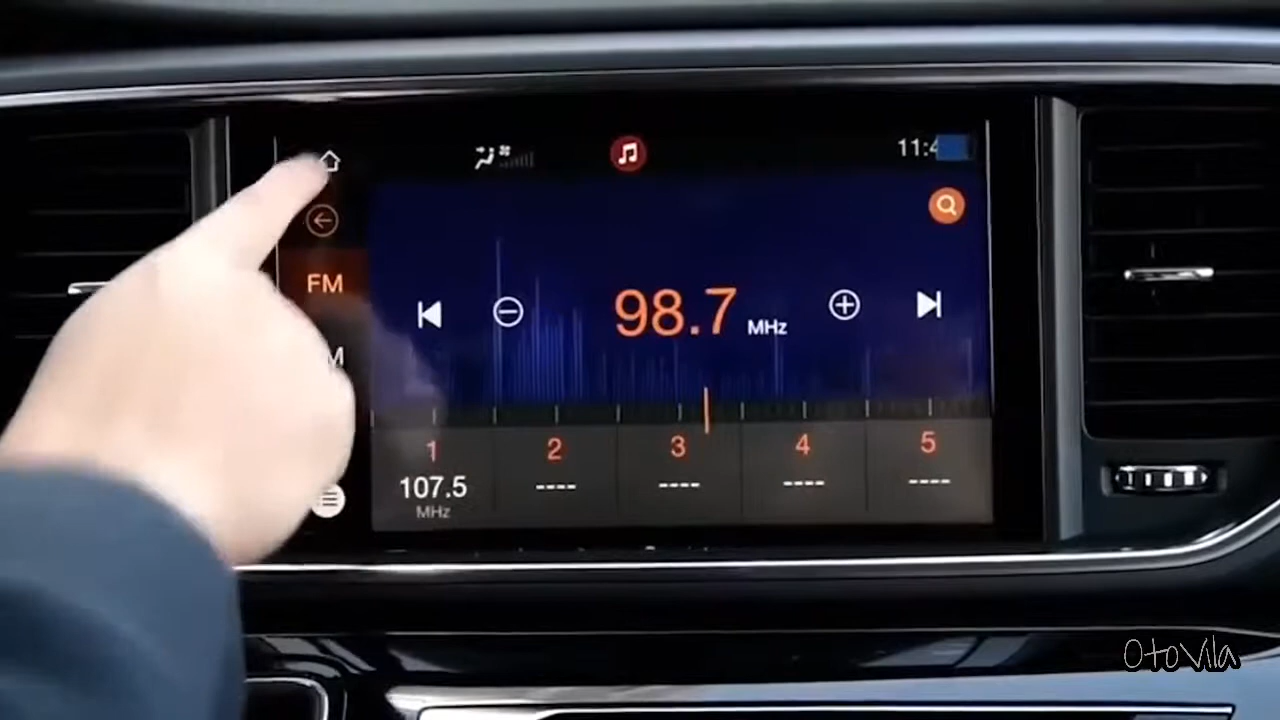 11:4
FM
98.7 MHz
1 2 3 4 5
107.5 ---- ---- ---- ----
MHz
OtoVila